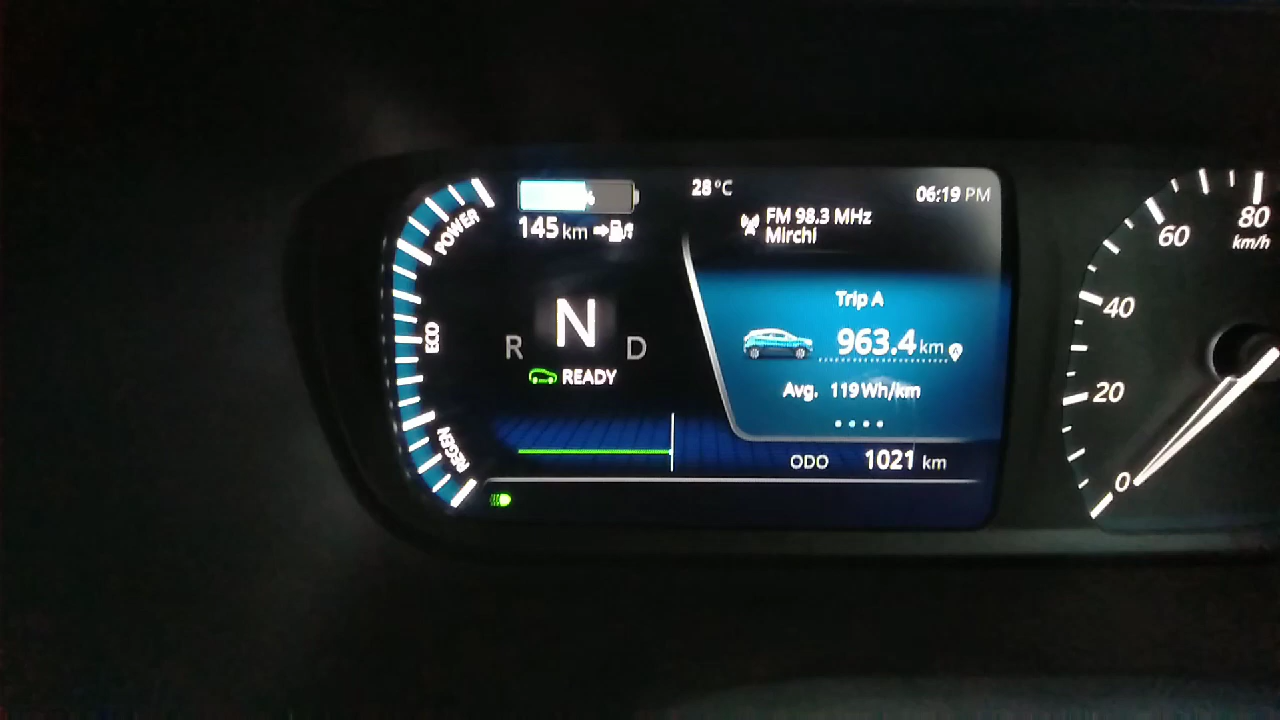 28°C
06:19 PM
FM 98.3 MHz
Mirchi
145 km
POWER
ECO
REGEN
R N D
READY
Trip A
963.4 km
Avg. 119 Wh/km
ODO 1021 km
0
20
40
60
80
km/h